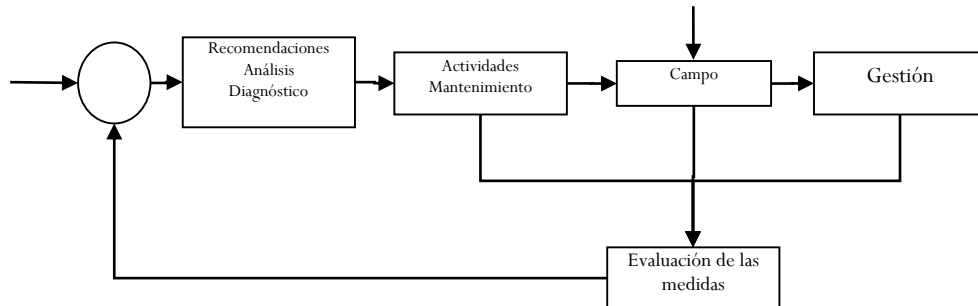 Recomendaciones
Análisis
Diagnóstico
Actividades
Mantenimiento
Campo
Gestión
Evaluación de las
medidas